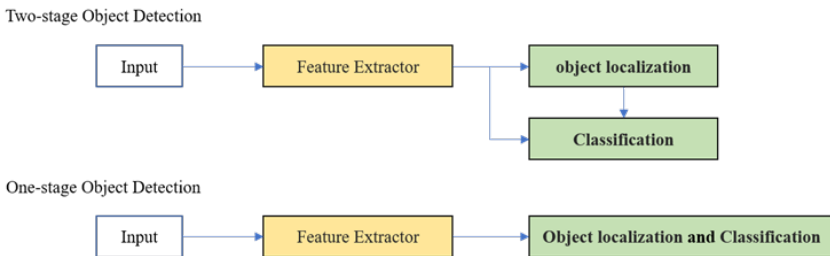 Two-stage Object Detection
Input
Feature Extractor
object localization
Classification
One-stage Object Detection
Input
Feature Extractor
Object localization and Classification